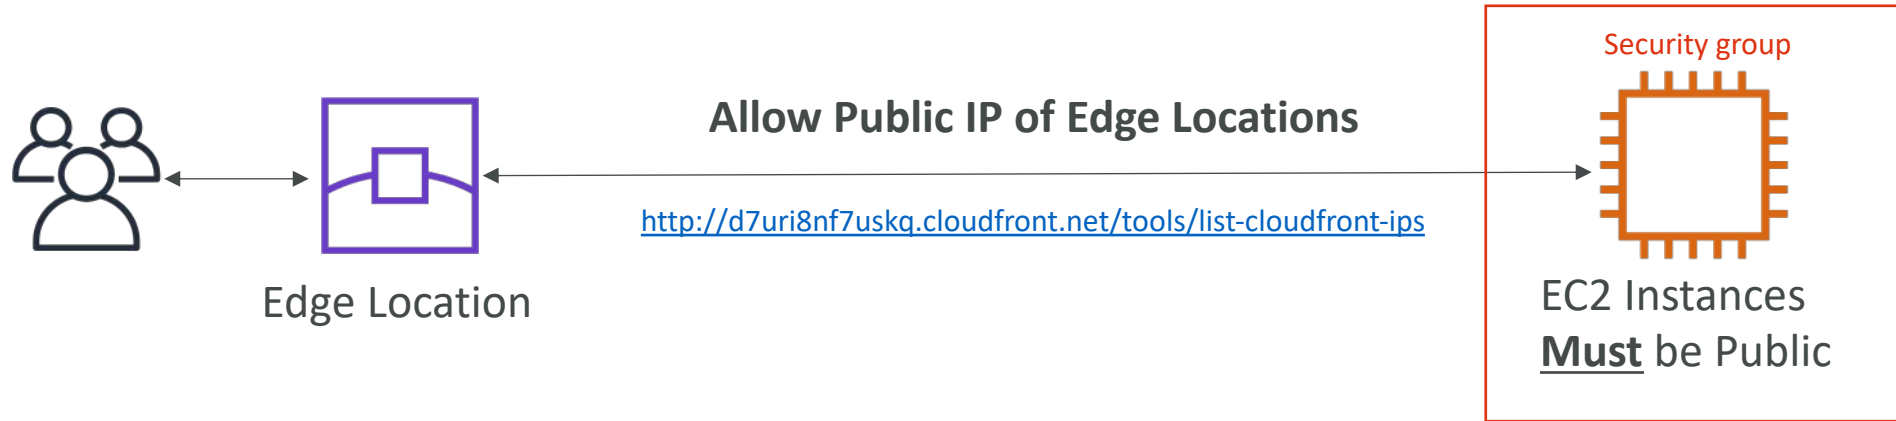 Security group
Allow Public IP of Edge Locations
http://d7uri8nf7uskq.cloudfront.net/tools/list-cloudfront-ips
Edge Location
EC2 Instances
Must be Public